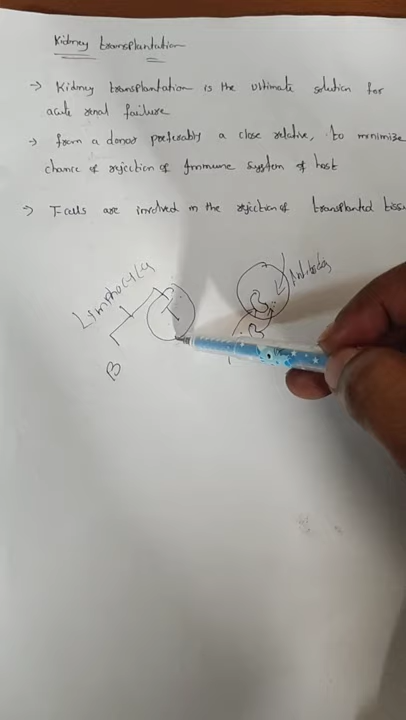 Kidney transplantation
→ Kidney transplantation is the ultimate solution for
acute renal failure
→ from a donor preferably a close relative, to minimize
chance of rejection of Immune System of host
→ T-cells are involved in the rejection of transplanted tissu
Lymphocytes
Antibodies
T
B
B
B